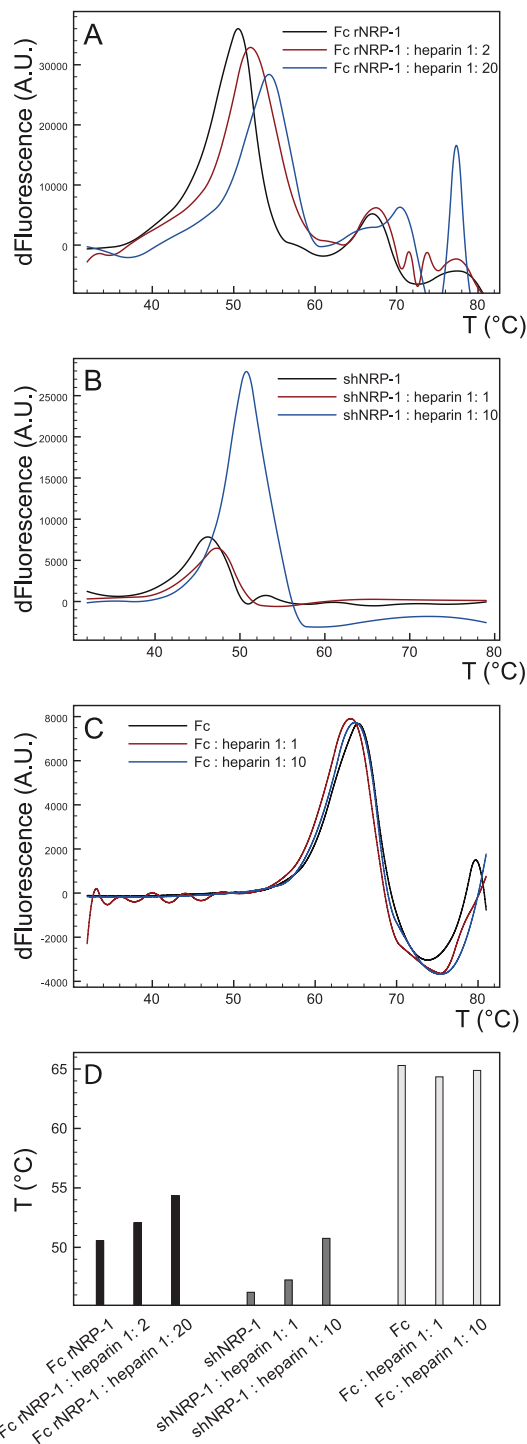 A
Fc rNRP-1
Fc rNRP-1 : heparin 1: 2
Fc rNRP-1 : heparin 1: 20
dFluorescence (A.U.)
30000
20000
10000
0
40
50
60
70
80
T (°C)
B
shNRP-1
shNRP-1 : heparin 1: 1
shNRP-1 : heparin 1: 10
dFluorescence (A.U.)
25000
20000
15000
10000
5000
0
40
50
60
70
80
T (°C)
C
Fc
Fc : heparin 1: 1
Fc : heparin 1: 10
dFluorescence (A.U.)
8000
6000
4000
2000
0
-2000
-4000
40
50
60
70
80
T (°C)
D
T (°C)
65
60
55
50
Fc rNRP-1
Fc rNRP-1 : heparin 1: 2
Fc rNRP-1 : heparin 1: 20
shNRP-1
shNRP-1 : heparin 1: 1
shNRP-1 : heparin 1: 10
Fc
Fc : heparin 1: 1
Fc : heparin 1: 10